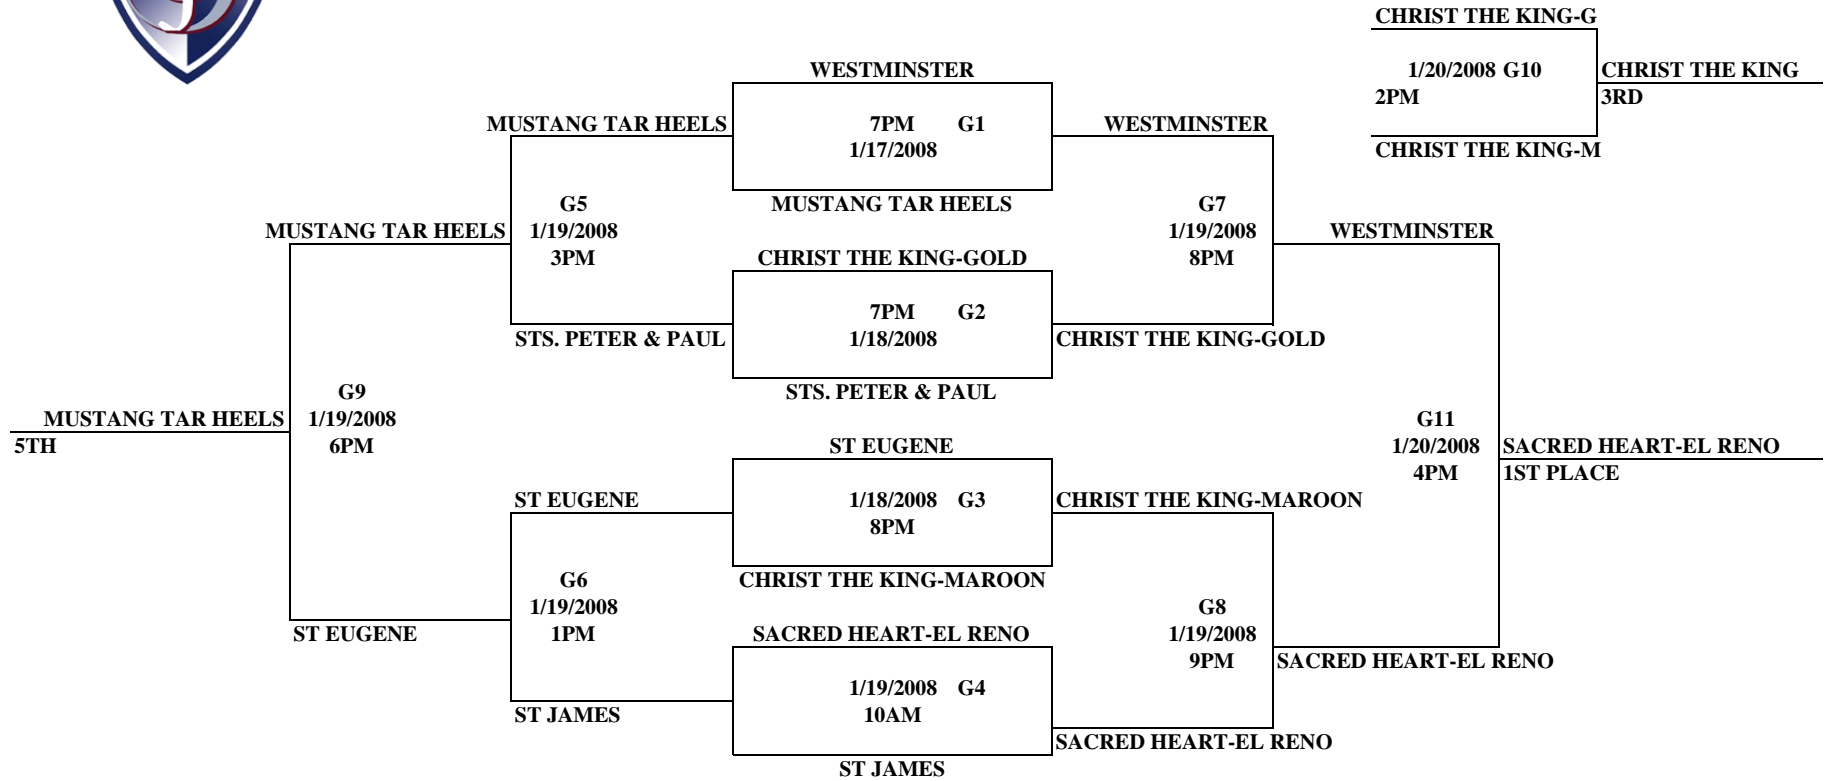 CHRIST THE KING-G
1/20/2008 G10
2PM
CHRIST THE KING
3RD
CHRIST THE KING-M
WESTMINSTER
7PM G1
1/17/2008
MUSTANG TAR HEELS
MUSTANG TAR HEELS
WESTMINSTER
G5
1/19/2008
3PM
MUSTANG TAR HEELS
G7
1/19/2008
8PM
WESTMINSTER
CHRIST THE KING-GOLD
7PM G2
1/18/2008
STS. PETER & PAUL
STS. PETER & PAUL
CHRIST THE KING-GOLD
G9
1/19/2008
6PM
MUSTANG TAR HEELS
5TH
G11
1/20/2008
4PM
SACRED HEART-EL RENO
1ST PLACE
ST EUGENE
1/18/2008 G3
8PM
CHRIST THE KING-MAROON
ST EUGENE
CHRIST THE KING-MAROON
G6
1/19/2008
1PM
ST EUGENE
G8
1/19/2008
9PM
SACRED HEART-EL RENO
SACRED HEART-EL RENO
1/19/2008 G4
10AM
ST JAMES
ST JAMES
SACRED HEART-EL RENO